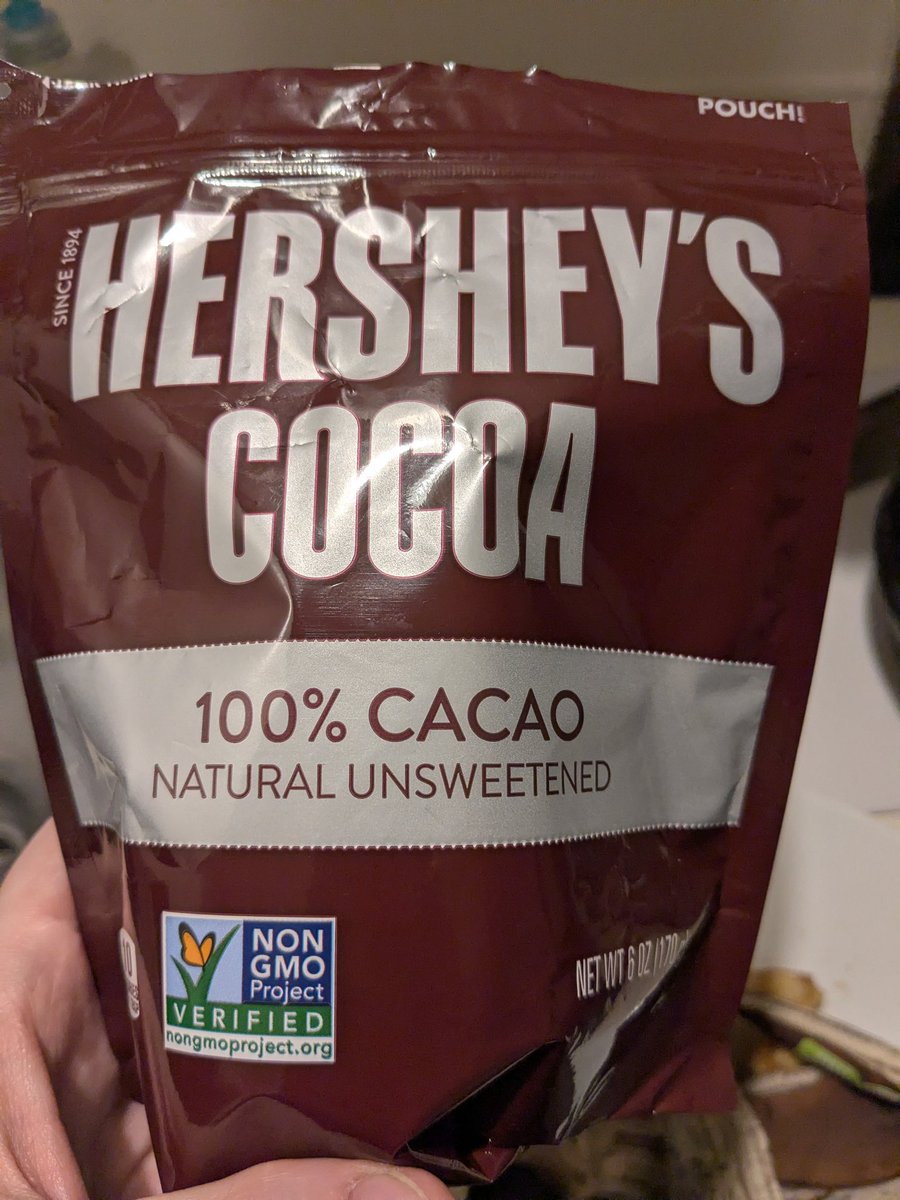 POUCH!
SINCE 1894
HERSHEY'S
COCOA
100% CACAO
NATURAL UNSWEETENED
NON
GMO
Project
VERIFIED
nongmoproject.org
NET WT 6 OZ (170